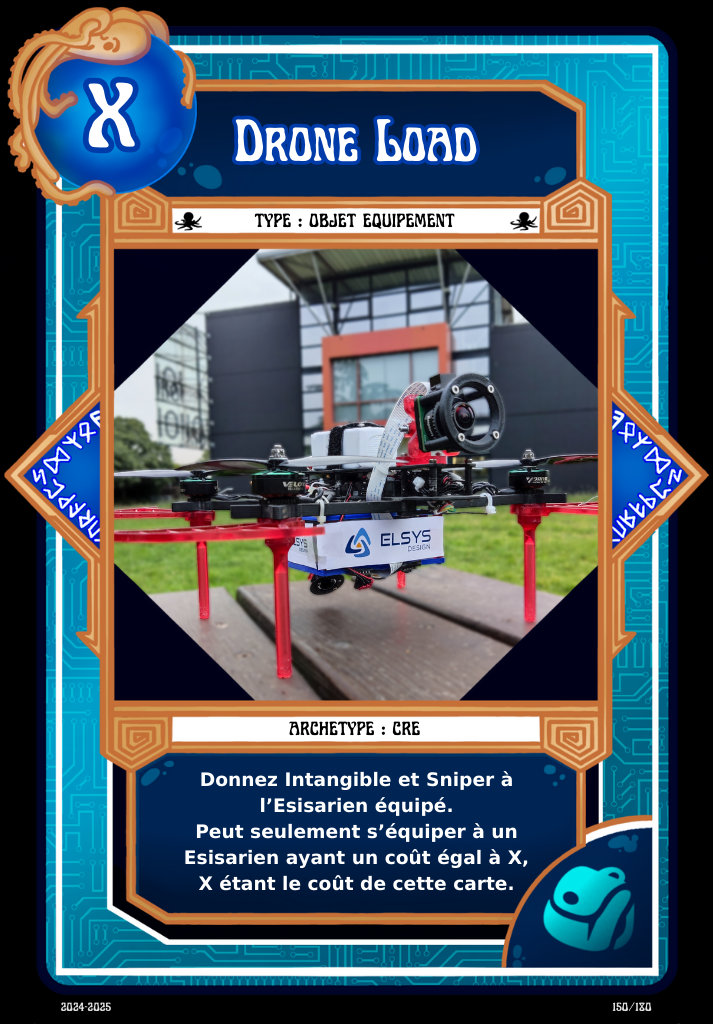 X
DRONE LOAD
TYPE : OBJET EQUIPEMENT
ELSYS
DESIGN
ARCHETYPE : CRE
Donnez Intangible et Sniper à
l’Esisarien équipé.
Peut seulement s’équiper à un
Esisarien ayant un coût égal à X,
X étant le coût de cette carte.
2024-2025
150/180